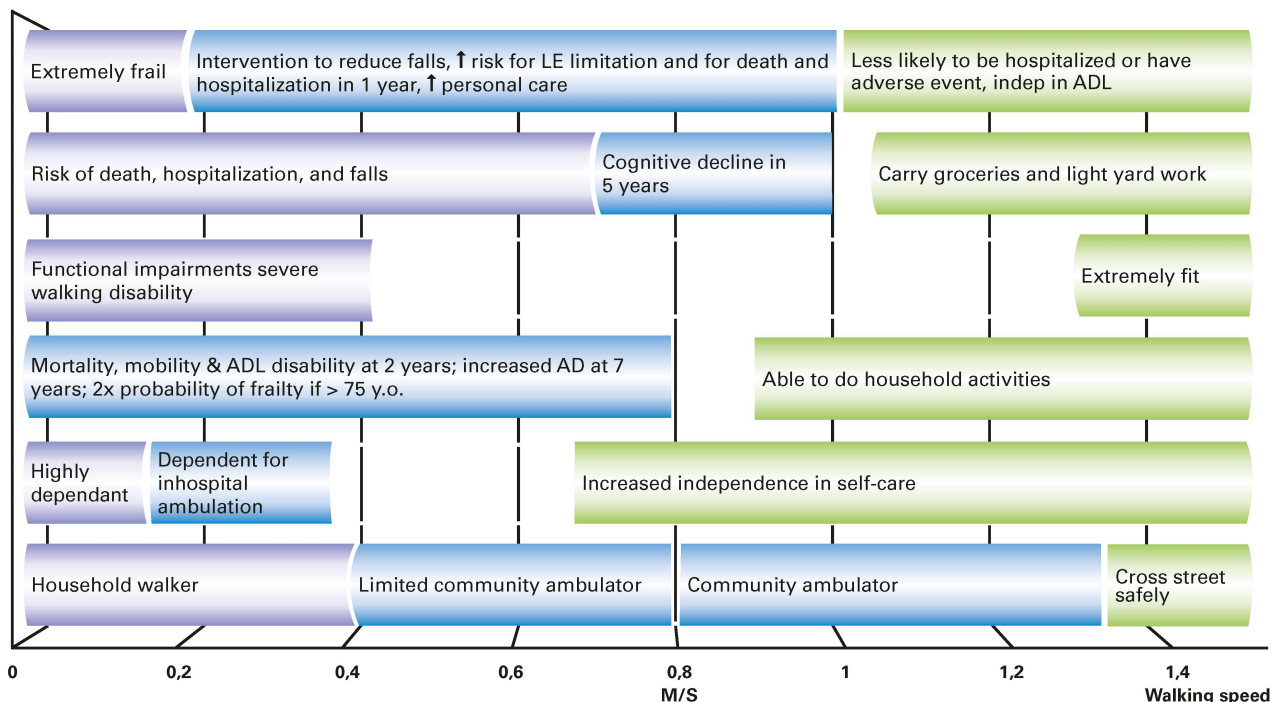 Extremely frail
Intervention to reduce falls, ↑ risk for LE limitation and for death and
hospitalization in 1 year, ↑ personal care
Less likely to be hospitalized or have
adverse event, indep in ADL
Risk of death, hospitalization, and falls
Cognitive decline in
5 years
Carry groceries and light yard work
Functional impairments severe
walking disability
Extremely fit
Mortality, mobility & ADL disability at 2 years; increased AD at 7
years; 2x probability of frailty if > 75 y.o.
Able to do household activities
Highly
dependant
Dependent for
inhospital
ambulation
Increased independence in self-care
Household walker
Limited community ambulator
Community ambulator
Cross street
safely
0 0,2 0,4 0,6 0,8 1 1,2 1,4
M/S
Walking speed